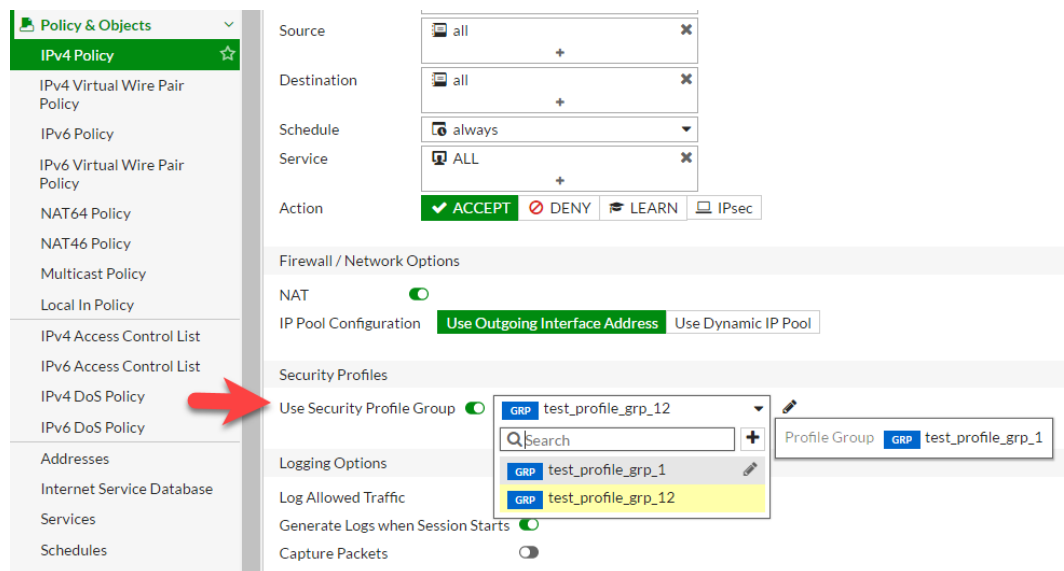 Policy & Objects
IPv4 Policy
IPv4 Virtual Wire Pair
Policy
IPv6 Policy
IPv6 Virtual Wire Pair
Policy
NAT64 Policy
NAT46 Policy
Multicast Policy
Local In Policy
IPv4 Access Control List
IPv6 Access Control List
IPv4 DoS Policy
IPv6 DoS Policy
Addresses
Internet Service Database
Services
Schedules
Source all
Destination all
Schedule always
Service ALL
Action ACCEPT DENY LEARN IPsec
Firewall / Network Options
NAT
IP Pool Configuration Use Outgoing Interface Address Use Dynamic IP Pool
Security Profiles
Use Security Profile Group GRP test_profile_grp_12
Search
Profile Group GRP test_profile_grp_1
GRP test_profile_grp_1
GRP test_profile_grp_12
Logging Options
Log Allowed Traffic
Generate Logs when Session Starts
Capture Packets